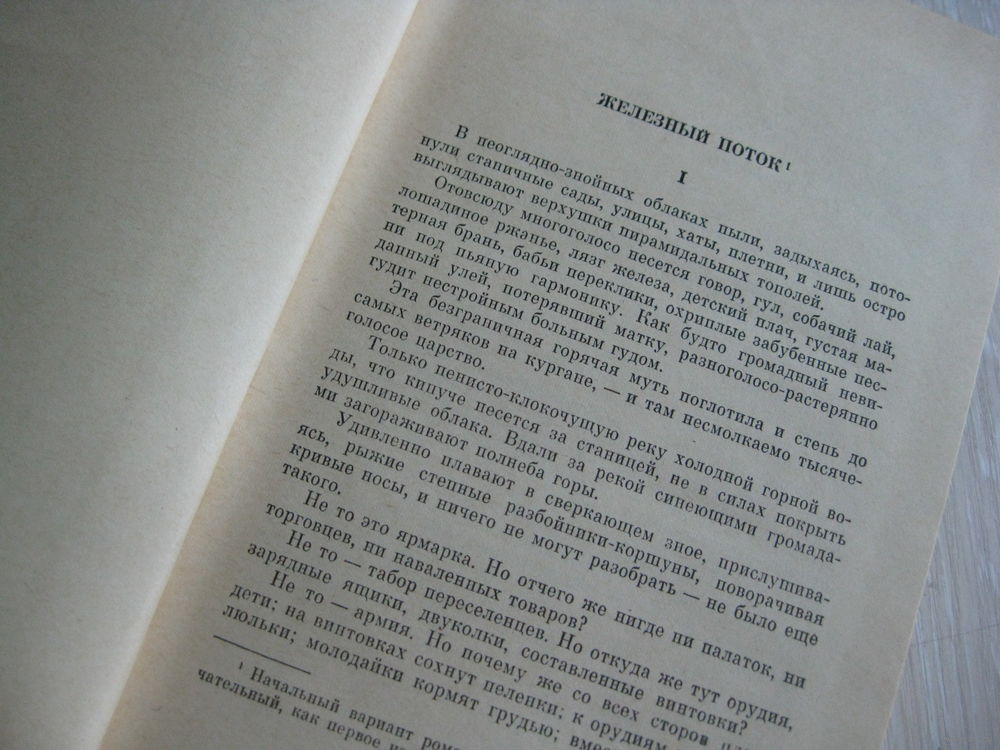 ЖЕЛЕЗНЫЙ ПОТОК¹
I
В неоглядно-знойных облаках пыли, задыхаясь, пото-
нули станичные сады, улицы, хаты, плетни, и лишь остро
выглядывают верхушки пирамидальных тополей.
Отовсюду многоголосо несется говор, гул, собачий лай,
лошадиное ржанье, лязг железа, детский плач, густая ма-
терная брань, бабьи переклики, охриплые забубенные пес-
ни под пьяную гармонику. Как будто громадный неви-
данный улей, потерявший матку, разноголосо-растерянно
гудит нестройным больным гудом.
Эта безграничная горячая муть поглотила и степь до
самых ветряков на кургане, — и там несмолкаемо тысяче-
голосое царство.
Только пенисто-клокочущую реку холодной горной во-
ды, что кипуче несется за станицей, не в силах покрыть
удушливые облака. Вдали за рекой синеющими громада-
ми загораживают полнеба горы.
Удивленно плавают в сверкающем зное, прислушива-
ясь, рыжие степные разбойники-коршуны, поворачивая
кривые носы, и ничего не могут разобрать — не было еще
такого.
Не то это ярмарка. Но отчего же нигде ни палаток, ни
торговцев, ни наваленных товаров?
Не то — табор переселенцев. Но откуда же тут орудия,
зарядные ящики, двуколки, составленные винтовки?
Не то — армия. Но почему же со всех сторон
дети; на винтовках сохнут пеленки; к орудиям
люльки; молодайки кормят грудью;
¹ Начальный вариант
чательный, как первое